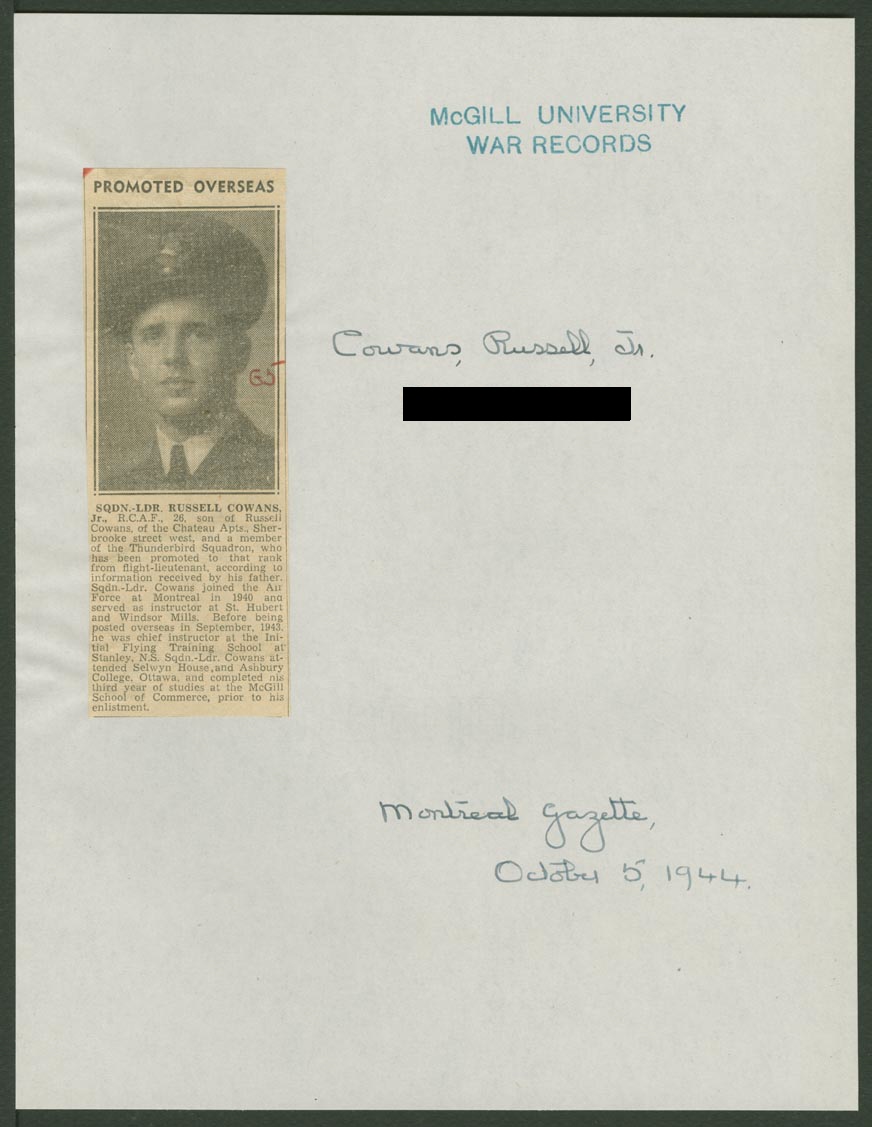 McGILL UNIVERSITY
WAR RECORDS
PROMOTED OVERSEAS
65
SQDN.-LDR. RUSSELL COWANS,
Jr., R.C.A.F., 26, son of Russell
Cowans, of the Chateau Apts., Sher-
brooke street west, and a member
of the Thunderbird Squadron, who
has been promoted to that rank
from flight-lieutenant, according to
information received by his father.
Sqdn.-Ldr. Cowans joined the Air
Force at Montreal in 1940 and
served as instructor at St. Hubert
and Windsor Mills. Before being
posted overseas in September, 1943,
he was chief instructor at the Ini-
tial Flying Training School at
Stanley, N.S. Sqdn.-Ldr. Cowans at-
tended Selwyn House, and Ashbury
College, Ottawa, and completed his
third year of studies at the McGill
School of Commerce, prior to his
enlistment.
Cowans, Russell, Jr.
Montreal Gazette,
October 5, 1944.